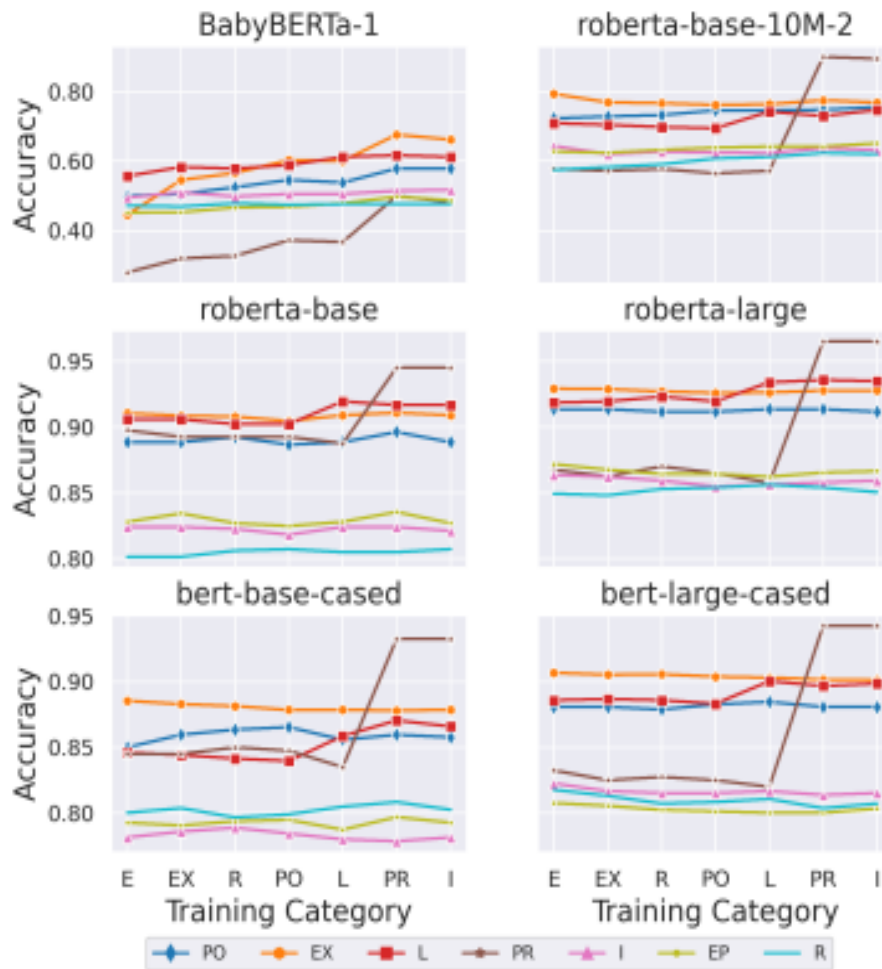 BabyBERTa-1 roberta-base-10M-2
Accuracy
0.80
0.60
0.40
roberta-base roberta-large
Accuracy
0.95
0.90
0.85
0.80
bert-base-cased bert-large-cased
Accuracy
0.95
0.90
0.85
0.80
E EX R PO L PR I E EX R PO L PR I
Training Category Training Category
PO EX L PR I EP R